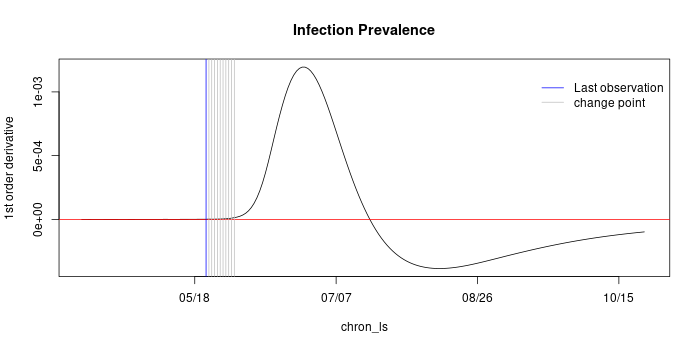 Infection Prevalence
1st order derivative
1e-03
5e-04
0e+00
Last observation
change point
05/18 07/07 08/26 10/15
chron_ls